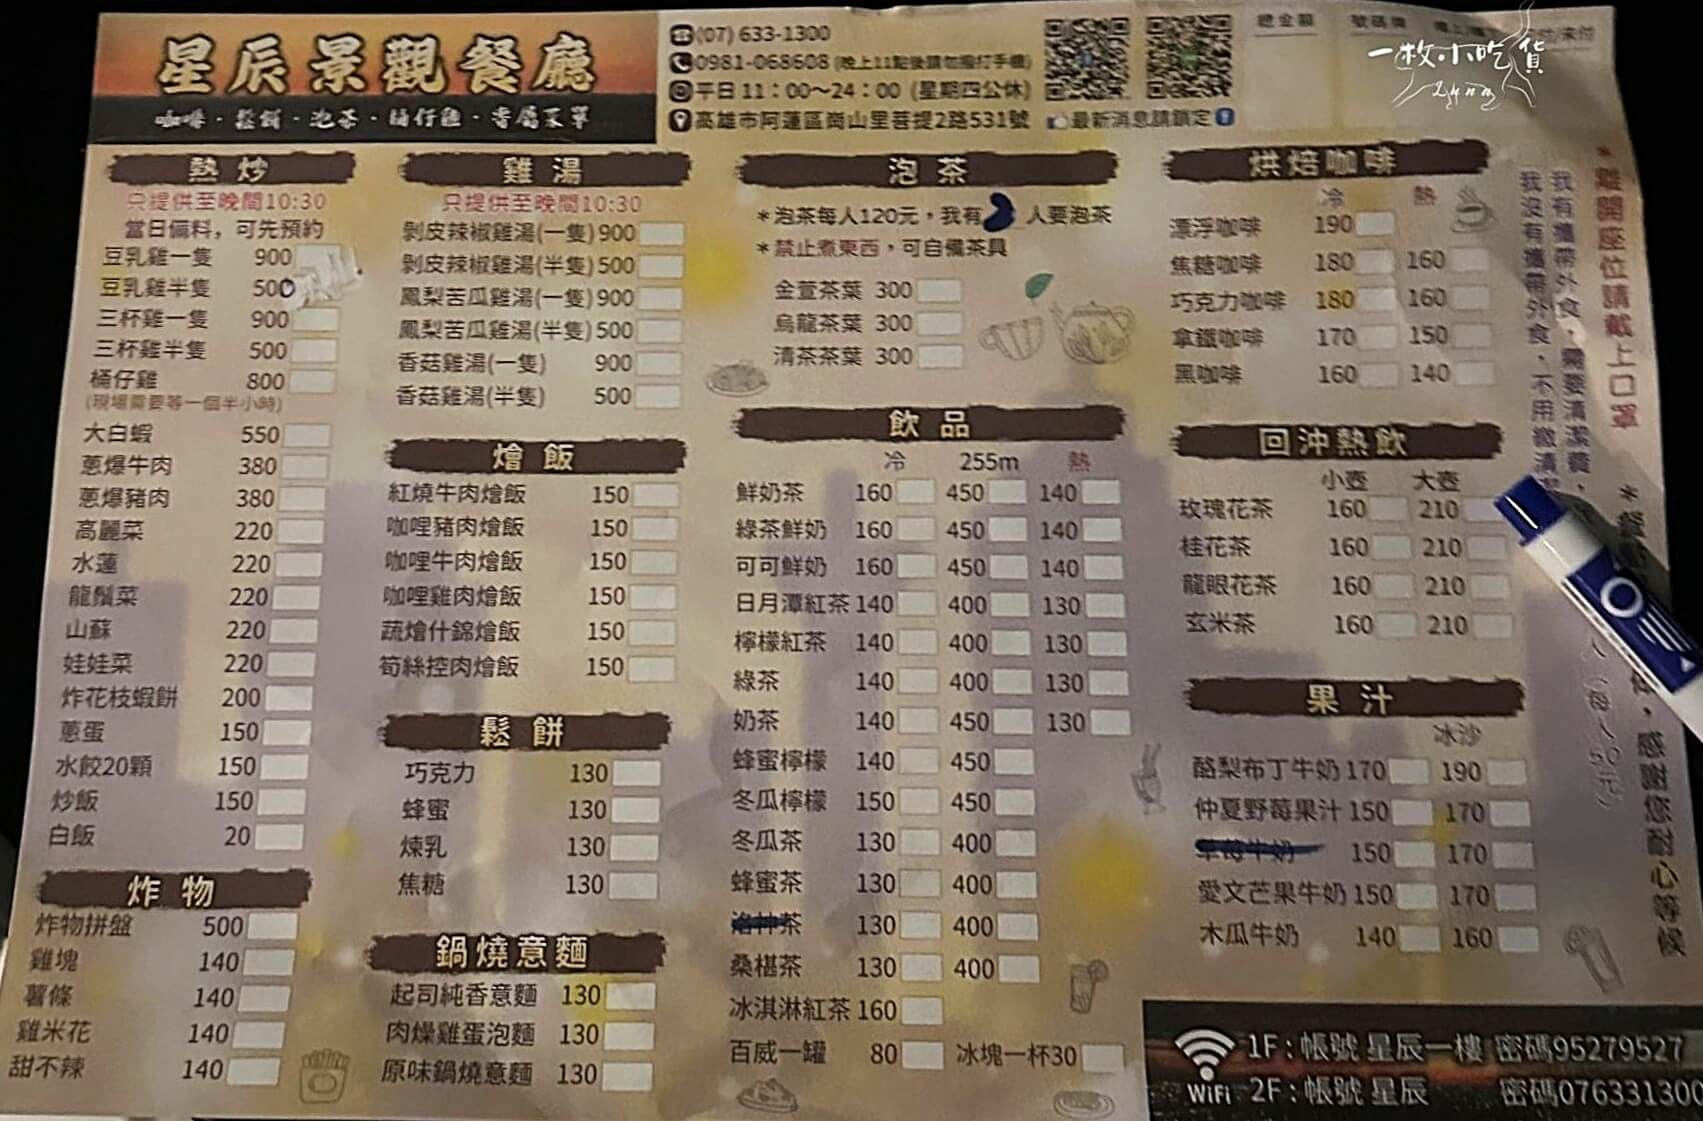 星辰景觀餐廳
咖啡・鬆餅・泡茶・桶仔雞・專屬菜單
(07) 633-1300
0981-068608 (晚上11點後請勿撥打手機)
平日 11：00～24：00 (星期四公休)
高雄市阿蓮區崗山里菩提2路531號
最新消息請鎖定
總金額
號碼牌
一枚小吃貨
熱炒
只提供至晚間10:30
當日備料，可先預約
豆乳雞一隻 900
豆乳雞半隻 500
三杯雞一隻 900
三杯雞半隻 500
桶仔雞 800
(現場需要等一個半小時)
大白蝦 550
蔥爆牛肉 380
蔥爆豬肉 380
高麗菜 220
水蓮 220
龍鬚菜 220
山蘇 220
娃娃菜 220
炸花枝蝦餅 200
蔥蛋 150
水餃20顆 150
炒飯 150
白飯 20
炸物
炸物拼盤 500
雞塊 140
薯條 140
雞米花 140
甜不辣 140
雞湯
只提供至晚間10:30
剝皮辣椒雞湯(一隻) 900
剝皮辣椒雞湯(半隻) 500
鳳梨苦瓜雞湯(一隻) 900
鳳梨苦瓜雞湯(半隻) 500
香菇雞湯(一隻) 900
香菇雞湯(半隻) 500
燴飯
紅燒牛肉燴飯 150
咖哩豬肉燴飯 150
咖哩牛肉燴飯 150
咖哩雞肉燴飯 150
蔬燴什錦燴飯 150
筍絲控肉燴飯 150
鬆餅
巧克力 130
蜂蜜 130
煉乳 130
焦糖 130
鍋燒意麵
起司純香意麵 130
肉燥雞蛋泡麵 130
原味鍋燒意麵 130
泡茶
*泡茶每人120元，我有 人要泡茶
*禁止煮東西，可自備茶具
金萱茶葉 300
烏龍茶葉 300
清茶茶葉 300
飲品
冷 255m 熱
鮮奶茶 160 450 140
綠茶鮮奶 160 450 140
可可鮮奶 160 450 140
日月潭紅茶 140 400 130
檸檬紅茶 140 400 130
綠茶 140 400 130
奶茶 140 450 130
蜂蜜檸檬 140 450
冬瓜檸檬 150 450
冬瓜茶 130 400
蜂蜜茶 130 400
洛神茶 130 400
桑椹茶 130 400
冰淇淋紅茶 160
百威一罐 80 冰塊一杯30
烘焙咖啡
冷 熱
漂浮咖啡 190
焦糖咖啡 180 160
巧克力咖啡 180 160
拿鐵咖啡 170 150
黑咖啡 160 140
回沖熱飲
小壺 大壺
玫瑰花茶 160 210
桂花茶 160 210
龍眼花茶 160 210
玄米茶 160 210
果汁
冰沙
酪梨布丁牛奶 170 190
仲夏野莓果汁 150 170
草莓牛奶 150 170
愛文芒果牛奶 150 170
木瓜牛奶 140 160
*離開座位請戴上口罩
我有攜帶外食，需要清潔費，
我沒有攜帶外食，不用繳清潔
感謝您耐心等候
WiFi
1F：帳號 星辰一樓 密碼95279527
2F：帳號 星辰 密碼076331300